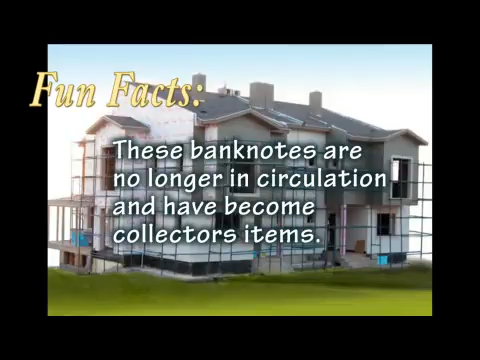 Fun Facts:
These banknotes are
no longer in circulation
and have become
collectors items.